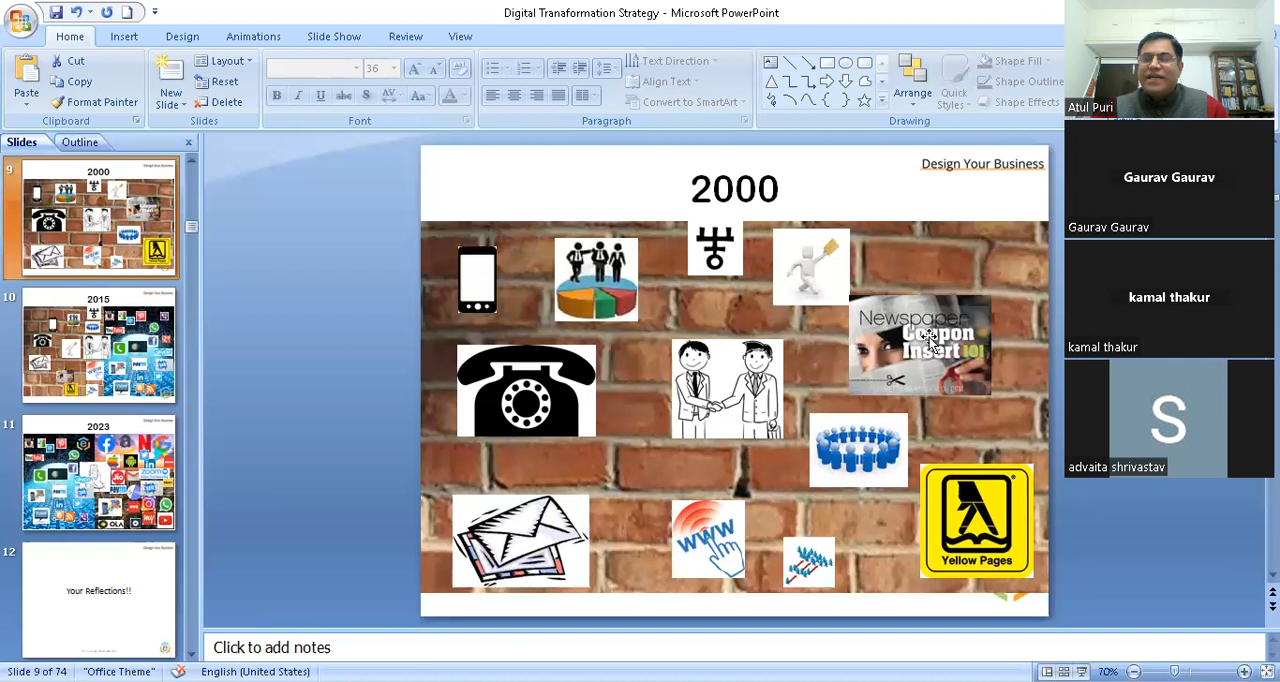 Digital Tranaformation Strategy - Microsoft PowerPoint
Home
Insert
Design
Animations
Slide Show
Review
View
Paste
Cut
Copy
Format Painter
Clipboard
New
Slide
Layout
Reset
Delete
Slides
36
B I U abc S AV Aa A
Font
Text Direction
Align Text
Convert to SmartArt
Paragraph
Arrange
Quick
Styles
Shape Fill
Shape Outline
Shape Effects
Drawing
Slides
Outline
9
2000
10
2015
11
2023
12
Your Reflections!!
Design Your Business
2000
Newspaper
Coupon
Insert 101
www
Yellow Pages
Click to add notes
Slide 9 of 74
"Office Theme"
English (United States)
70%
Atul Puri
Gaurav Gaurav
Gaurav Gaurav
kamal thakur
kamal thakur
S
advaita shrivastav